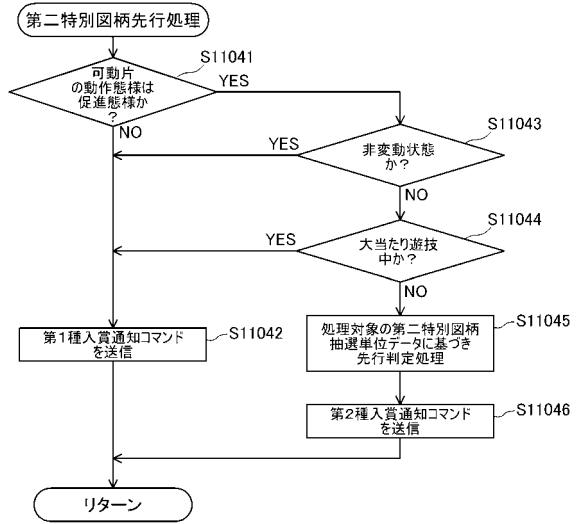 第二特別図柄先行処理
S11041
可動片
の動作態様は
促進態様か
？
YES
NO
S11043
非変動状態
か？
YES
NO
S11044
大当たり遊技
中か？
YES
NO
S11042
第１種入賞通知コマンド
を送信
S11045
処理対象の第二特別図柄
抽選単位データに基づき
先行判定処理
S11046
第２種入賞通知コマンド
を送信
リターン